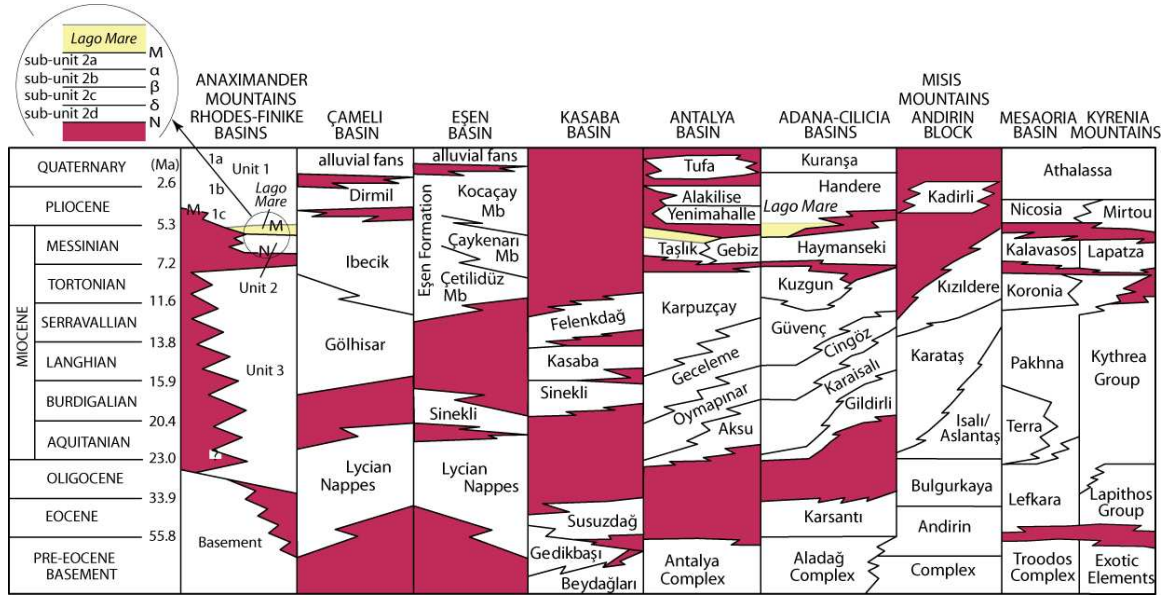 Lago Mare
M
sub-unit 2a
α
sub-unit 2b
β
sub-unit 2c
δ
sub-unit 2d
N
ANAXIMANDER
MOUNTAINS
RHODES-FINIKE
BASINS
ÇAMELI
BASIN
EŞEN
BASIN
KASABA
BASIN
ANTALYA
BASIN
ADANA-CILICIA
BASINS
MISIS
MOUNTAINS
ANDIRIN
BLOCK
MESAORIA
BASIN
KYRENIA
MOUNTAINS
(Ma)
QUATERNARY
2.6
PLIOCENE
5.3
MIOCENE
MESSINIAN
7.2
TORTONIAN
11.6
SERRAVALLIAN
13.8
LANGHIAN
15.9
BURDIGALIAN
20.4
AQUITANIAN
23.0
OLIGOCENE
33.9
EOCENE
55.8
PRE-EOCENE
BASEMENT
1a
Unit 1
1b
Lago
Mare
M
1c
M
N
Unit 2
Unit 3
?
Basement
alluvial fans
Dirmil
Ibecik
Gölhisar
Lycian
Nappes
alluvial fans
Eşen Formation
Kocaçay
Mb
Çaykenarı
Mb
Çetilidüz
Mb
Sinekli
Lycian
Nappes
Felenkdağ
Kasaba
Sinekli
Susuzdağ
Gedikbaşı
Beydağları
Tufa
Alakilise
Yenimahalle
Taşlık
Gebiz
Karpuzçay
Geceleme
Oymapınar
Aksu
Antalya
Complex
Kuranşa
Handere
Lago Mare
Haymanseki
Kuzgun
Güvenç
Cingöz
Karaisalı
Gildirli
Karsantı
Aladağ
Complex
Kadirli
Kızıldere
Karataş
Isalı/
Aslantaş
Bulgurkaya
Andirin
Complex
Athalassa
Nicosia
Mirtou
Kalavasos
Lapatza
Koronia
Pakhna
Kythrea
Group
Terra
Lefkara
Lapithos
Group
Troodos
Complex
Exotic
Elements